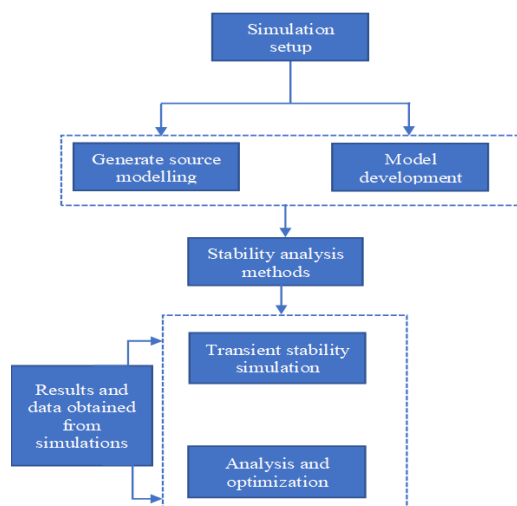 Simulation
setup
Generate source
modelling
Model
development
Stability analysis
methods
Transient stability
simulation
Results and
data obtained
from
simulations
Analysis and
optimization